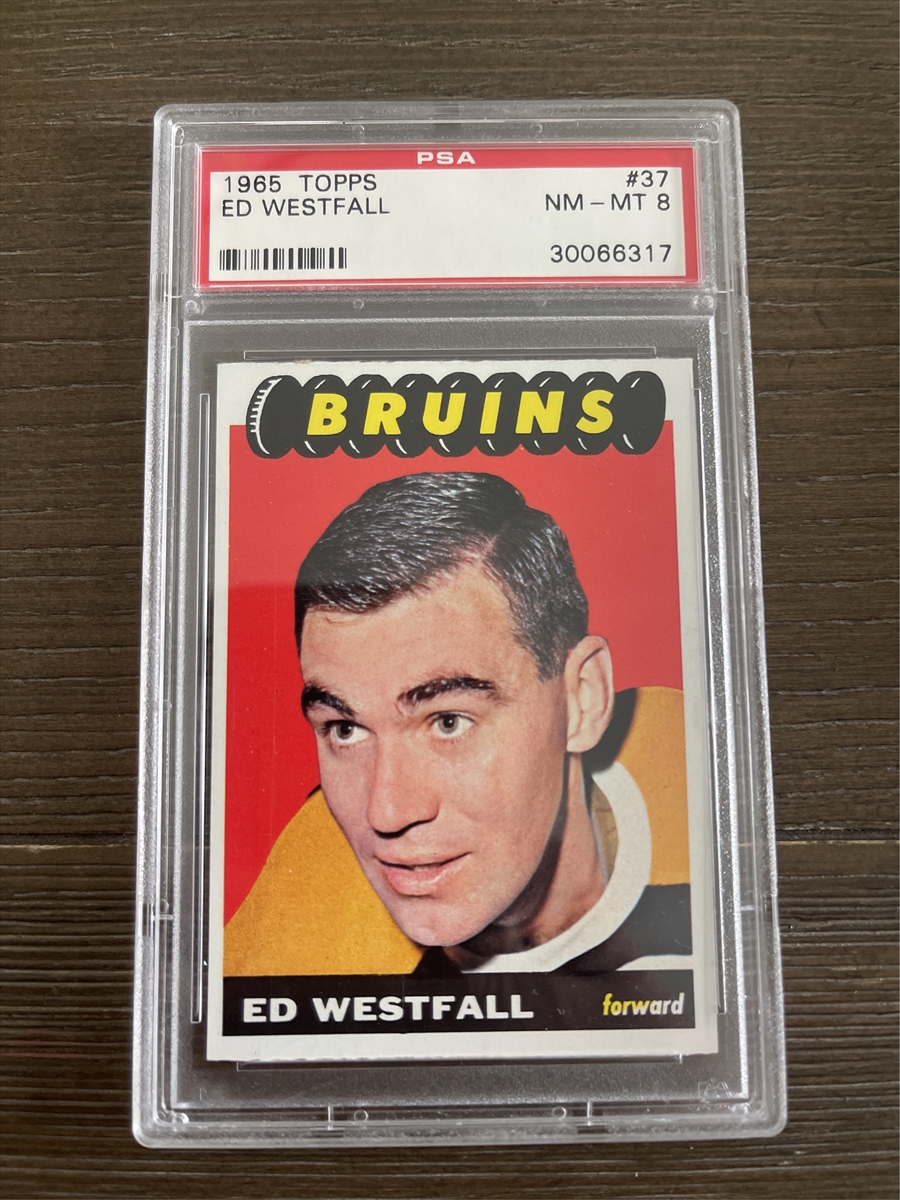 PSA
1965 TOPPS #37
ED WESTFALL NM - MT 8
30066317
BRUINS
ED WESTFALL forward